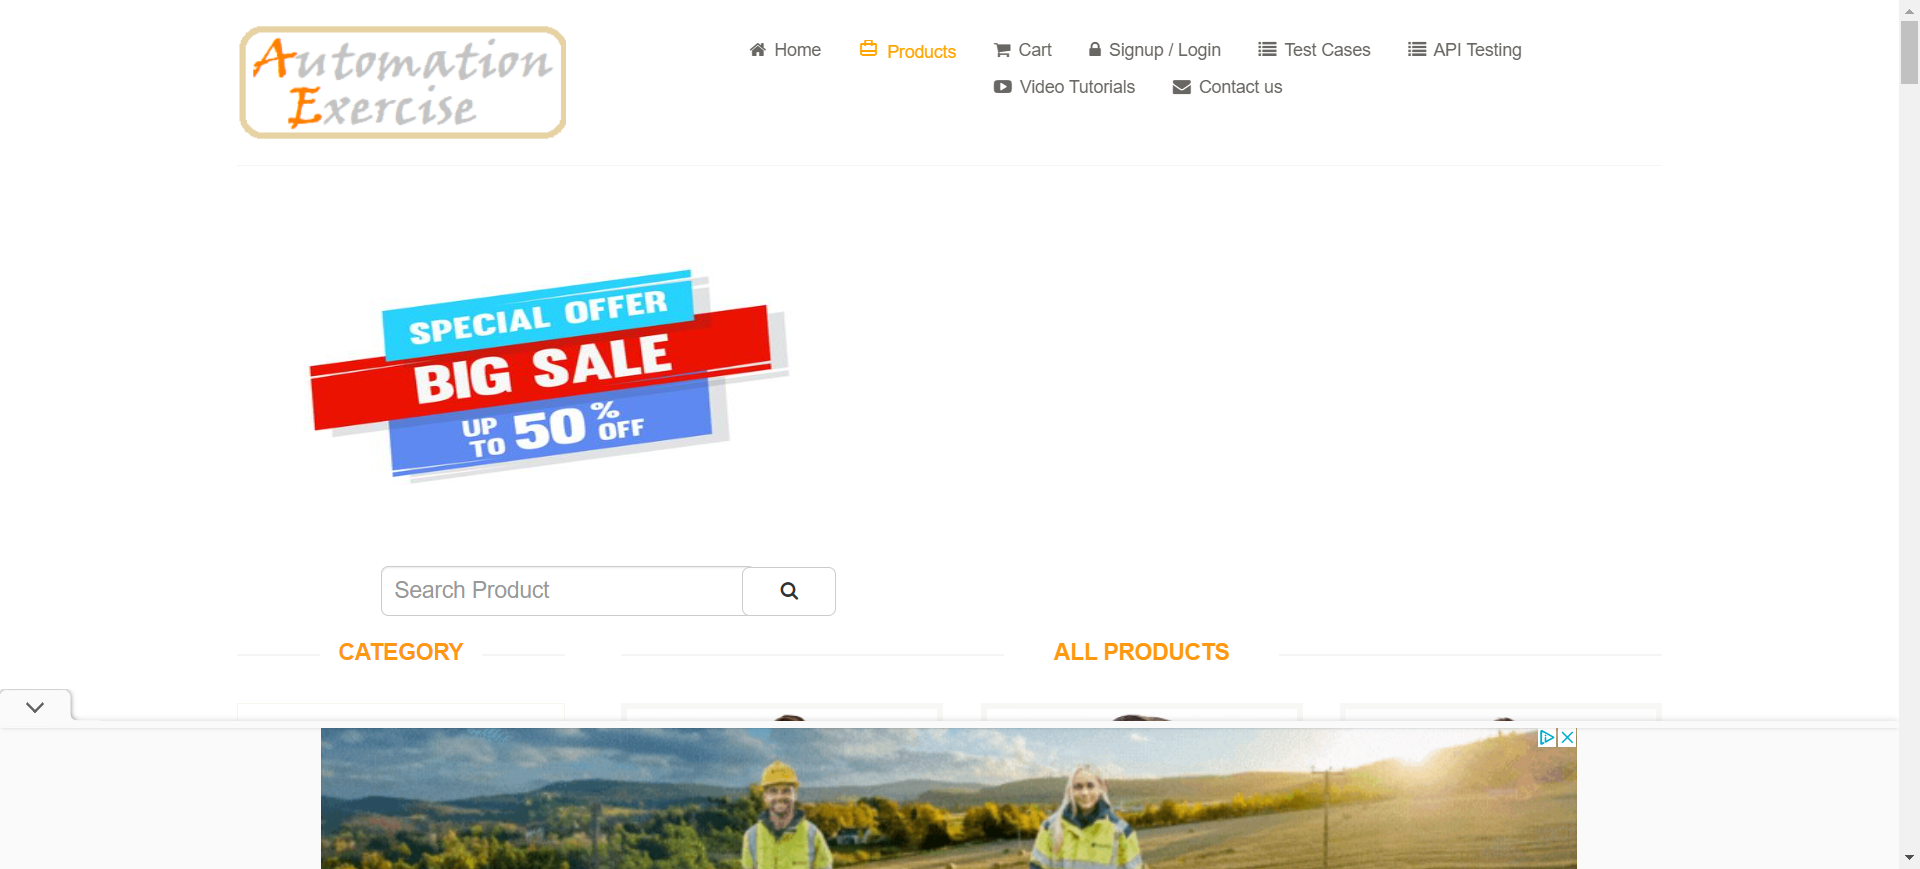 Automation
Exercise
Home
Products
Cart
Signup / Login
Test Cases
API Testing
Video Tutorials
Contact us
SPECIAL OFFER
BIG SALE
UP TO 50% OFF
Search Product
CATEGORY
ALL PRODUCTS